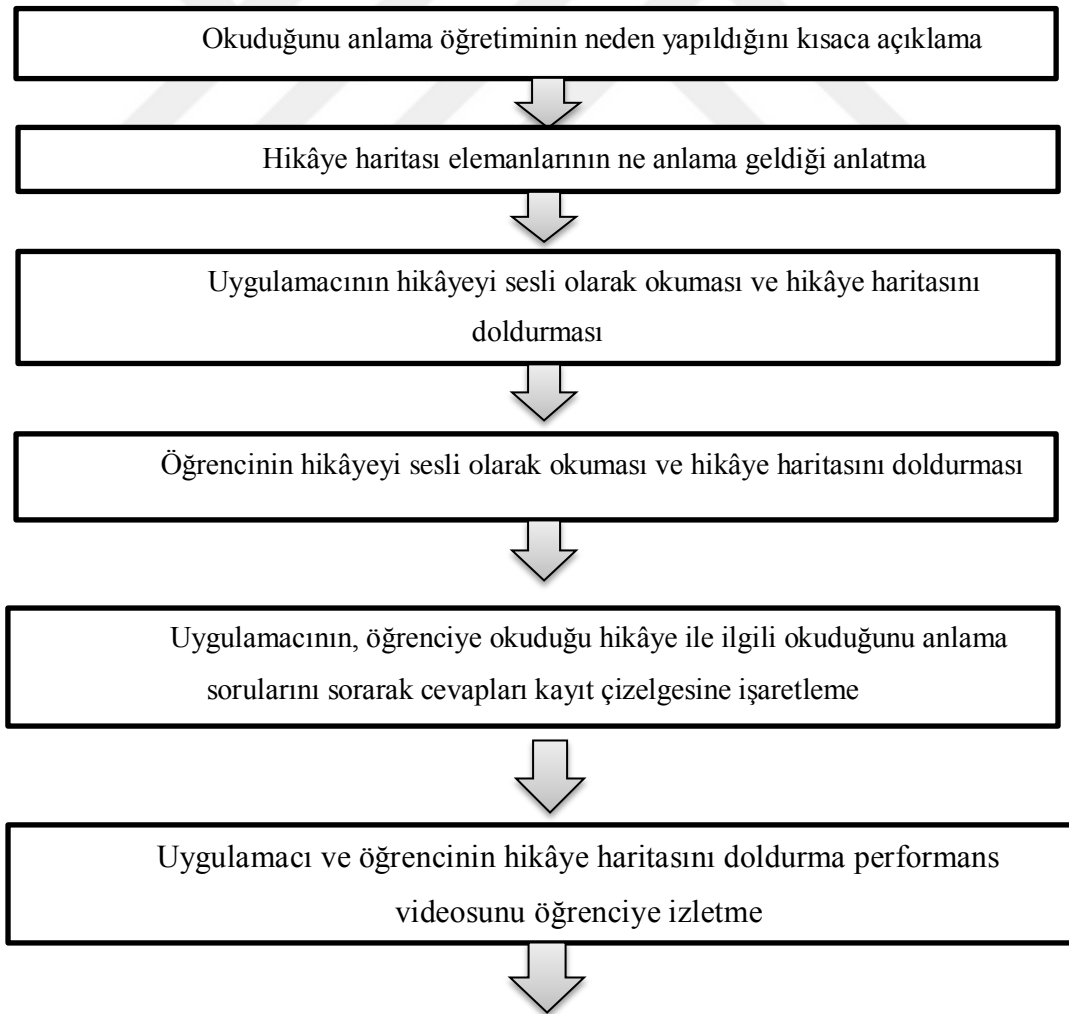 Okuduğunu anlama öğretiminin neden yapıldığını kısaca açıklama
Hikâye haritası elemanlarının ne anlama geldiği anlatma
Uygulamacının hikâyeyi sesli olarak okuması ve hikâye haritasını
doldurması
Öğrencinin hikâyeyi sesli olarak okuması ve hikâye haritasını doldurması
Uygulamacının, öğrenciye okuduğu hikâye ile ilgili okuduğunu anlama
sorularını sorarak cevapları kayıt çizelgesine işaretleme
Uygulamacı ve öğrencinin hikâye haritasını doldurma performans
videosunu öğrenciye izletme